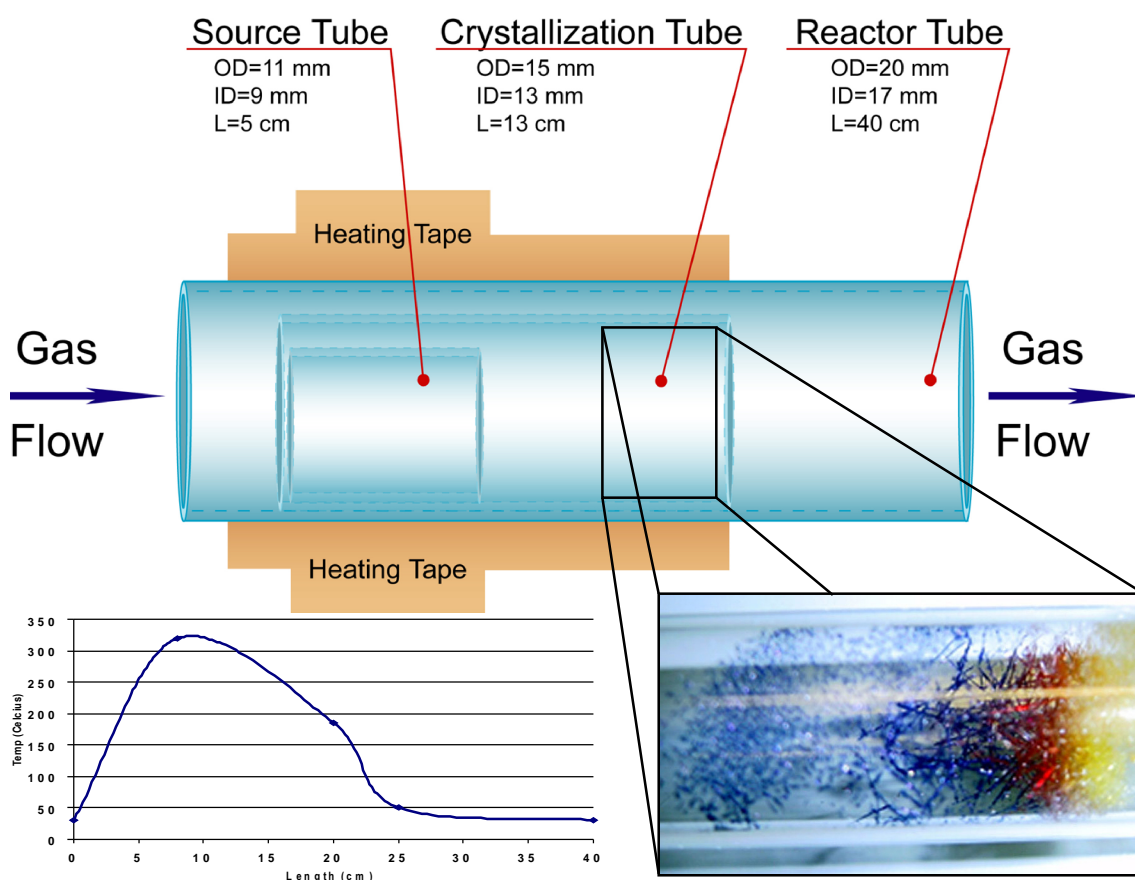 Source Tube
OD=11 mm
ID=9 mm
L=5 cm
Crystallization Tube
OD=15 mm
ID=13 mm
L=13 cm
Reactor Tube
OD=20 mm
ID=17 mm
L=40 cm
Heating Tape
Gas
Flow
Gas
Flow
Heating Tape
350
300
250
200
150
100
50
0
Temp (Celcius)
0 5 10 15 20 25 30 35 40
Length (cm)